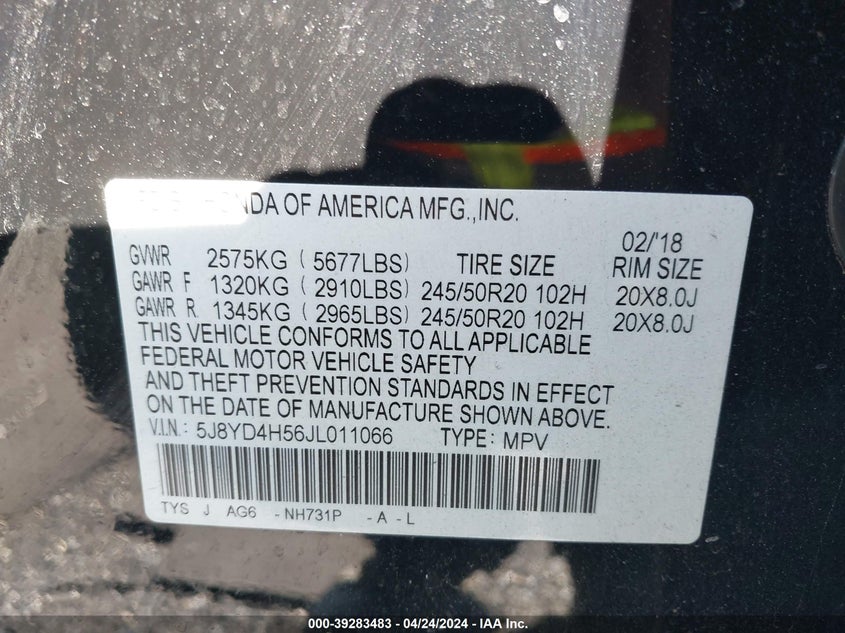 HONDA OF AMERICA MFG.,INC.
02/'18
GVWR 2575KG ( 5677LBS) TIRE SIZE RIM SIZE
GAWR F 1320KG (2910LBS) 245/50R20 102H 20X8.0J
GAWR R 1345KG (2965LBS) 245/50R20 102H 20X8.0J
THIS VEHICLE CONFORMS TO ALL APPLICABLE
FEDERAL MOTOR VEHICLE SAFETY
AND THEFT PREVENTION STANDARDS IN EFFECT
ON THE DATE OF MANUFACTURE SHOWN ABOVE.
V.I.N.: 5J8YD4H56JL011066 TYPE: MPV
TYS J AG6 -NH731P -A -L
000-39283483 - 04/24/2024 - IAA Inc.